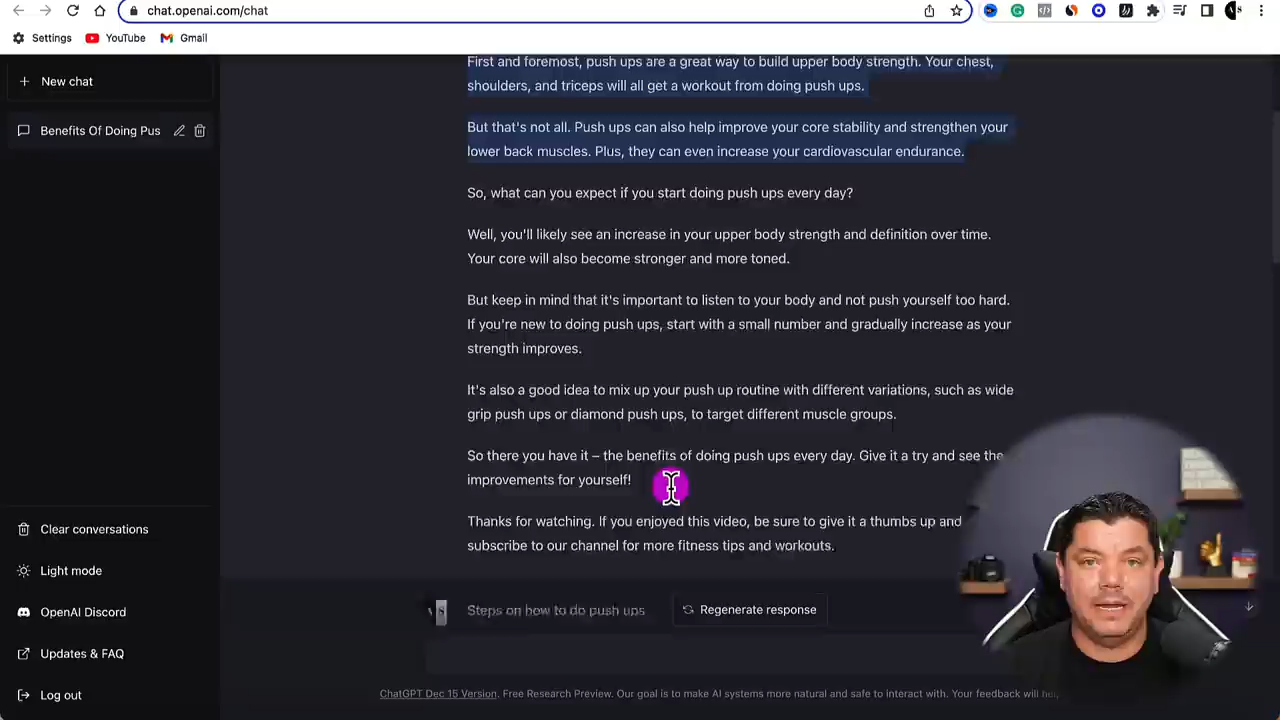 chat.openai.com/chat
Settings
YouTube
Gmail
New chat
Benefits Of Doing Pus
First and foremost, push ups are a great way to build upper body strength. Your chest,
shoulders, and triceps will all get a workout from doing push ups.
But that's not all. Push ups can also help improve your core stability and strengthen your
lower back muscles. Plus, they can even increase your cardiovascular endurance.
So, what can you expect if you start doing push ups every day?
Well, you'll likely see an increase in your upper body strength and definition over time.
Your core will also become stronger and more toned.
But keep in mind that it's important to listen to your body and not push yourself too hard.
If you're new to doing push ups, start with a small number and gradually increase as your
strength improves.
It's also a good idea to mix up your push up routine with different variations, such as wide
grip push ups or diamond push ups, to target different muscle groups.
So there you have it – the benefits of doing push ups every day. Give it a try and see the
improvements for yourself!
Thanks for watching. If you enjoyed this video, be sure to give it a thumbs up and
subscribe to our channel for more fitness tips and workouts.
Steps on how to do push ups
Regenerate response
Clear conversations
Light mode
OpenAI Discord
Updates & FAQ
Log out
ChatGPT Dec 15 Version. Free Research Preview. Our goal is to make AI systems more natural and safe to interact with. Your feedback will